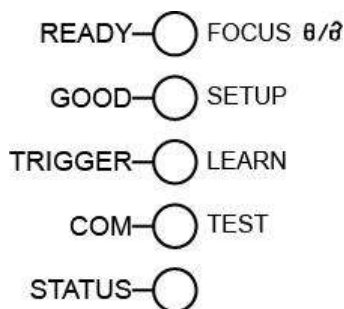 READY FOCUS
GOOD SETUP
TRIGGER LEARN
COM TEST
STATUS